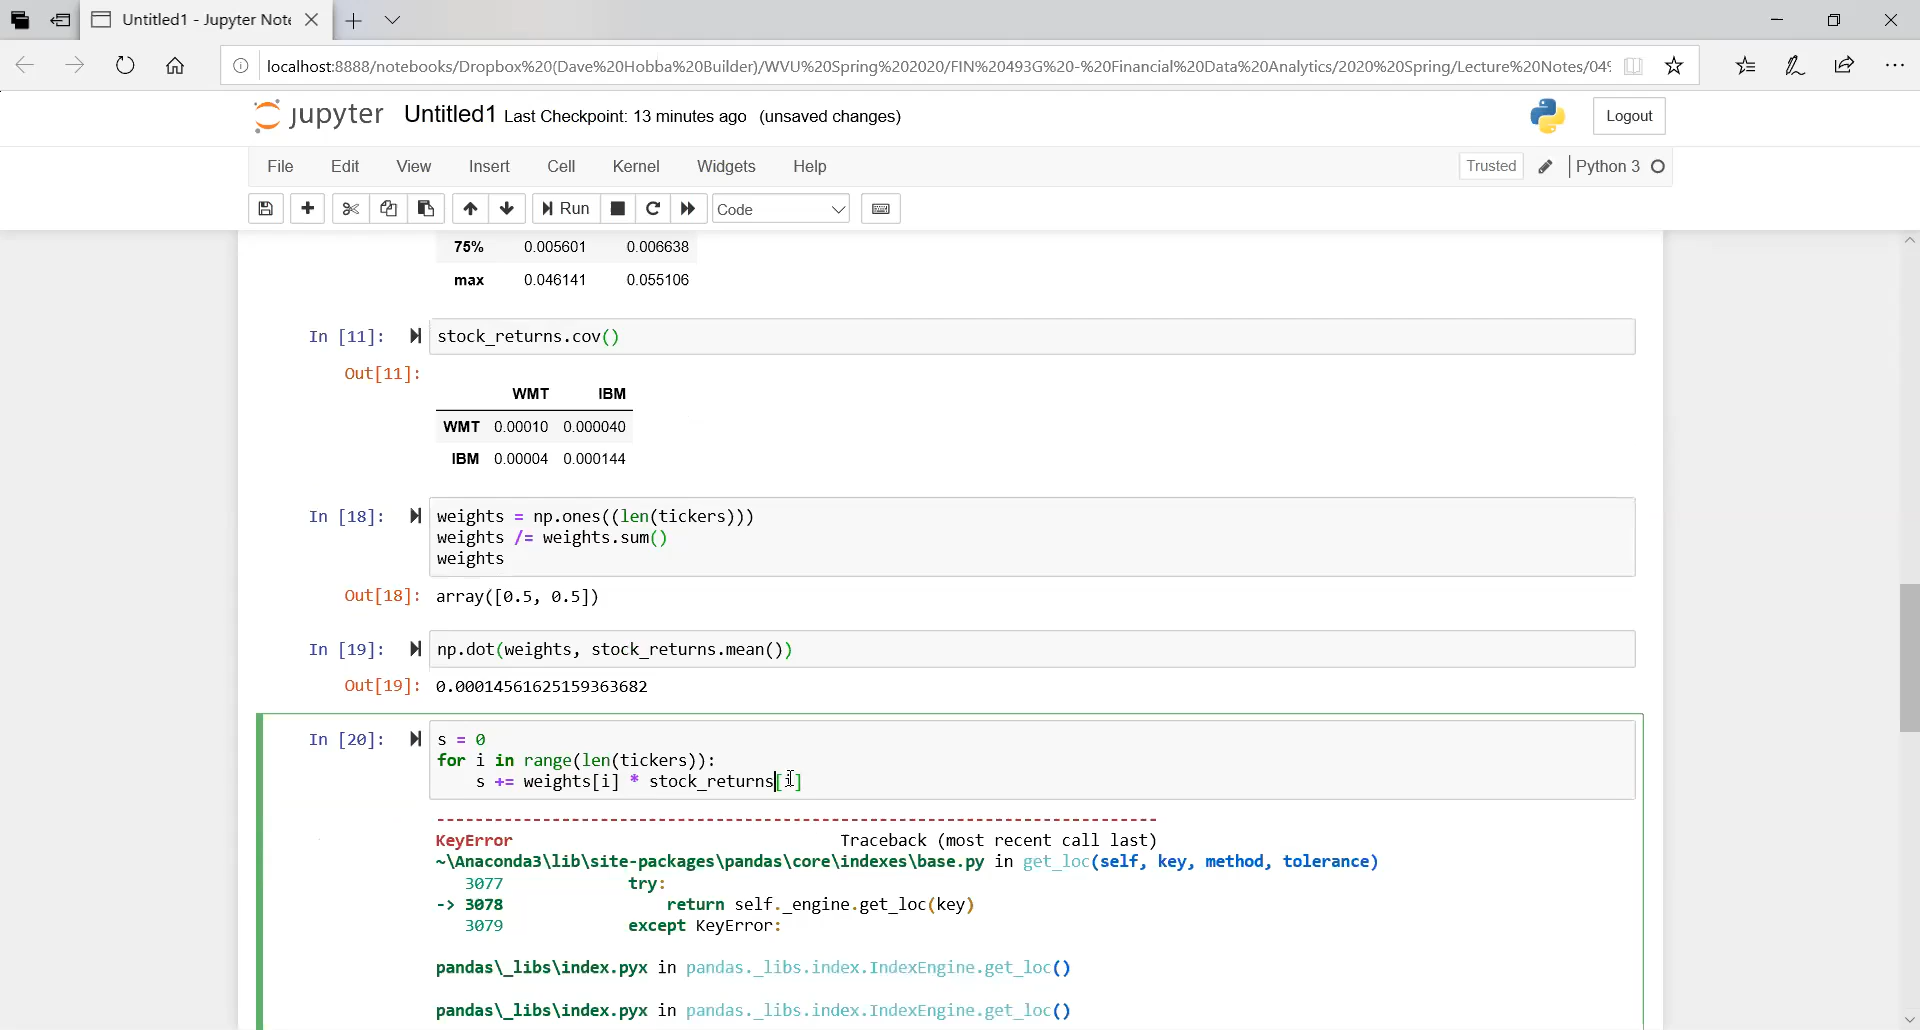 Untitled1 - Jupyter Note
localhost:8888/notebooks/Dropbox%20(Dave%20Hobba%20Builder)/WVU%20Spring%202020/FIN%20493G%20-%20Financial%20Data%20Analytics/2020%20Spring/Lecture%20Notes/04%
jupyter Untitled1 Last Checkpoint: 13 minutes ago (unsaved changes) Logout
File Edit View Insert Cell Kernel Widgets Help Trusted Python 3
Run Code
75% 0.005601 0.006638
max 0.046141 0.055106
In [11]: stock_returns.cov()
Out[11]:
WMT IBM
WMT 0.00010 0.000040
IBM 0.00004 0.000144
In [18]: weights = np.ones((len(tickers)))
weights /= weights.sum()
weights
Out[18]: array([0.5, 0.5])
In [19]: np.dot(weights, stock_returns.mean())
Out[19]: 0.00014561625159363682
In [20]: s = 0
for i in range(len(tickers)):
s += weights[i] * stock_returns[i]
---------------------------------------------------------------------------
KeyError Traceback (most recent call last)
~\Anaconda3\lib\site-packages\pandas\core\indexes\base.py in get_loc(self, key, method, tolerance)
3077 try:
-> 3078 return self._engine.get_loc(key)
3079 except KeyError:
pandas\_libs\index.pyx in pandas._libs.index.IndexEngine.get_loc()
pandas\_libs\index.pyx in pandas._libs.index.IndexEngine.get_loc()